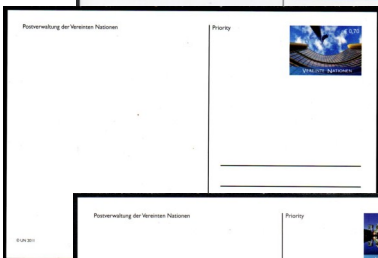 Postverwaltung der Vereinten Nationen
Priority
0,70
VEREINTE NATIONEN
© UN 2011
Postverwaltung der Vereinten Nationen
Priority